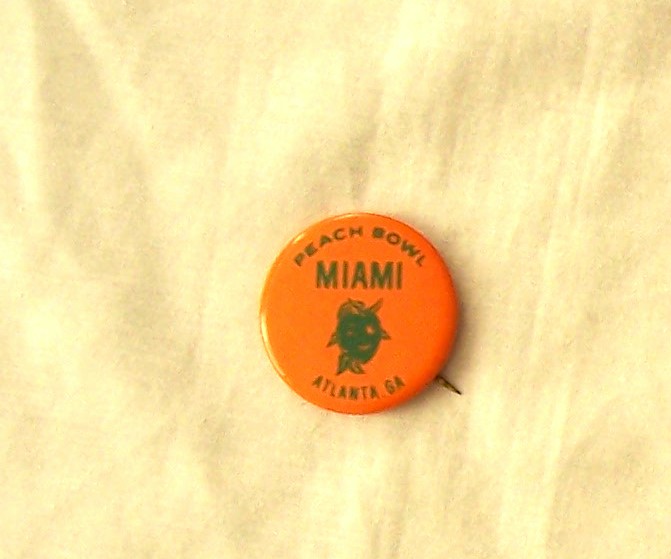 PEACH BOWL
MIAMI
ATLANTA, GA